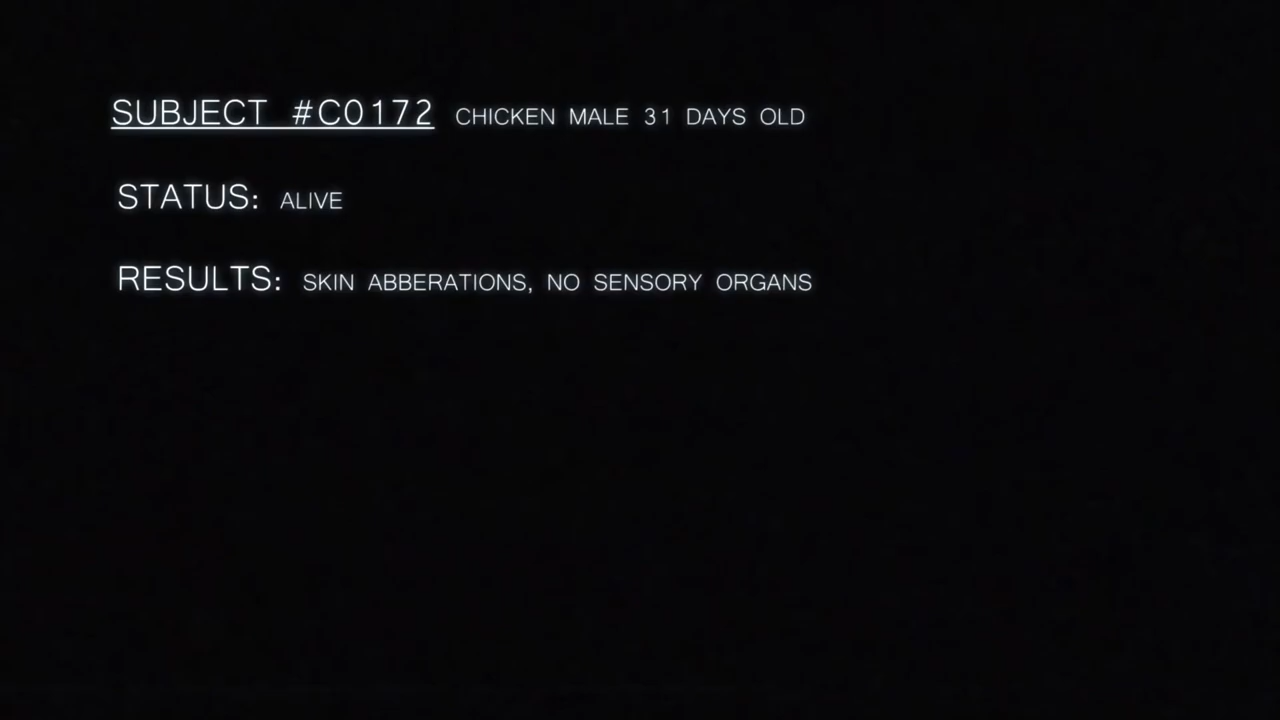 SUBJECT #C0172 CHICKEN MALE 31 DAYS OLD
STATUS: ALIVE
RESULTS: SKIN ABBERATIONS, NO SENSORY ORGANS